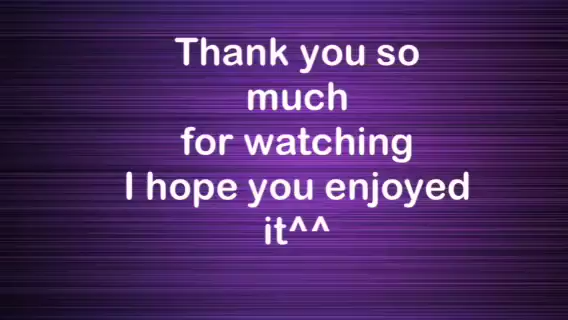 Thank you so
much
for watching
I hope you enjoyed
it^^